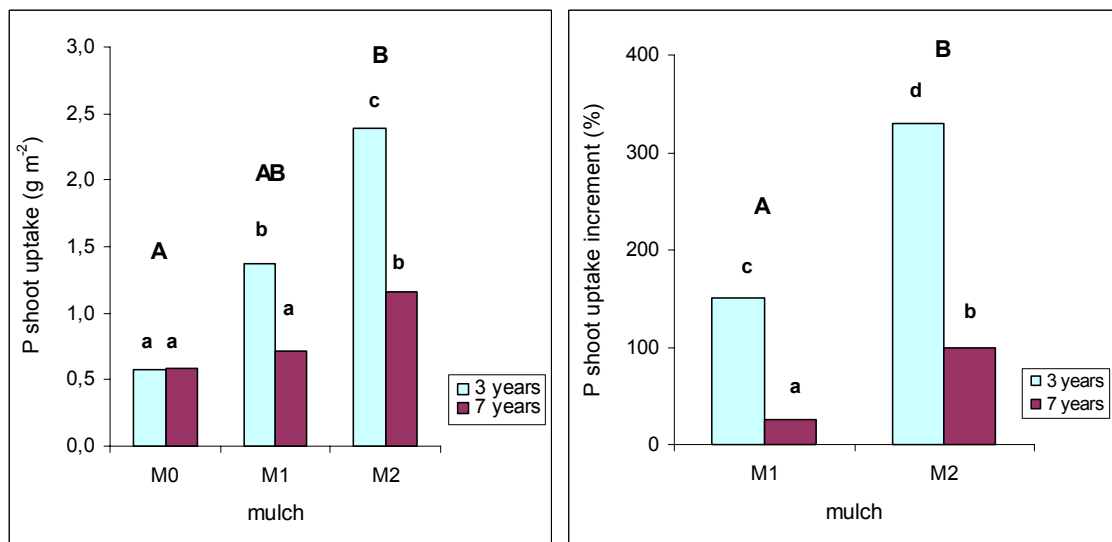 P shoot uptake (g m-2)
3,0
2,5
2,0
1,5
1,0
0,5
0,0
A
AB
B
a a
b
a
c
b
M0 M1 M2
mulch
3 years
7 years
P shoot uptake increment (%)
400
300
200
100
0
A
B
c
a
d
b
M1 M2
mulch
3 years
7 years